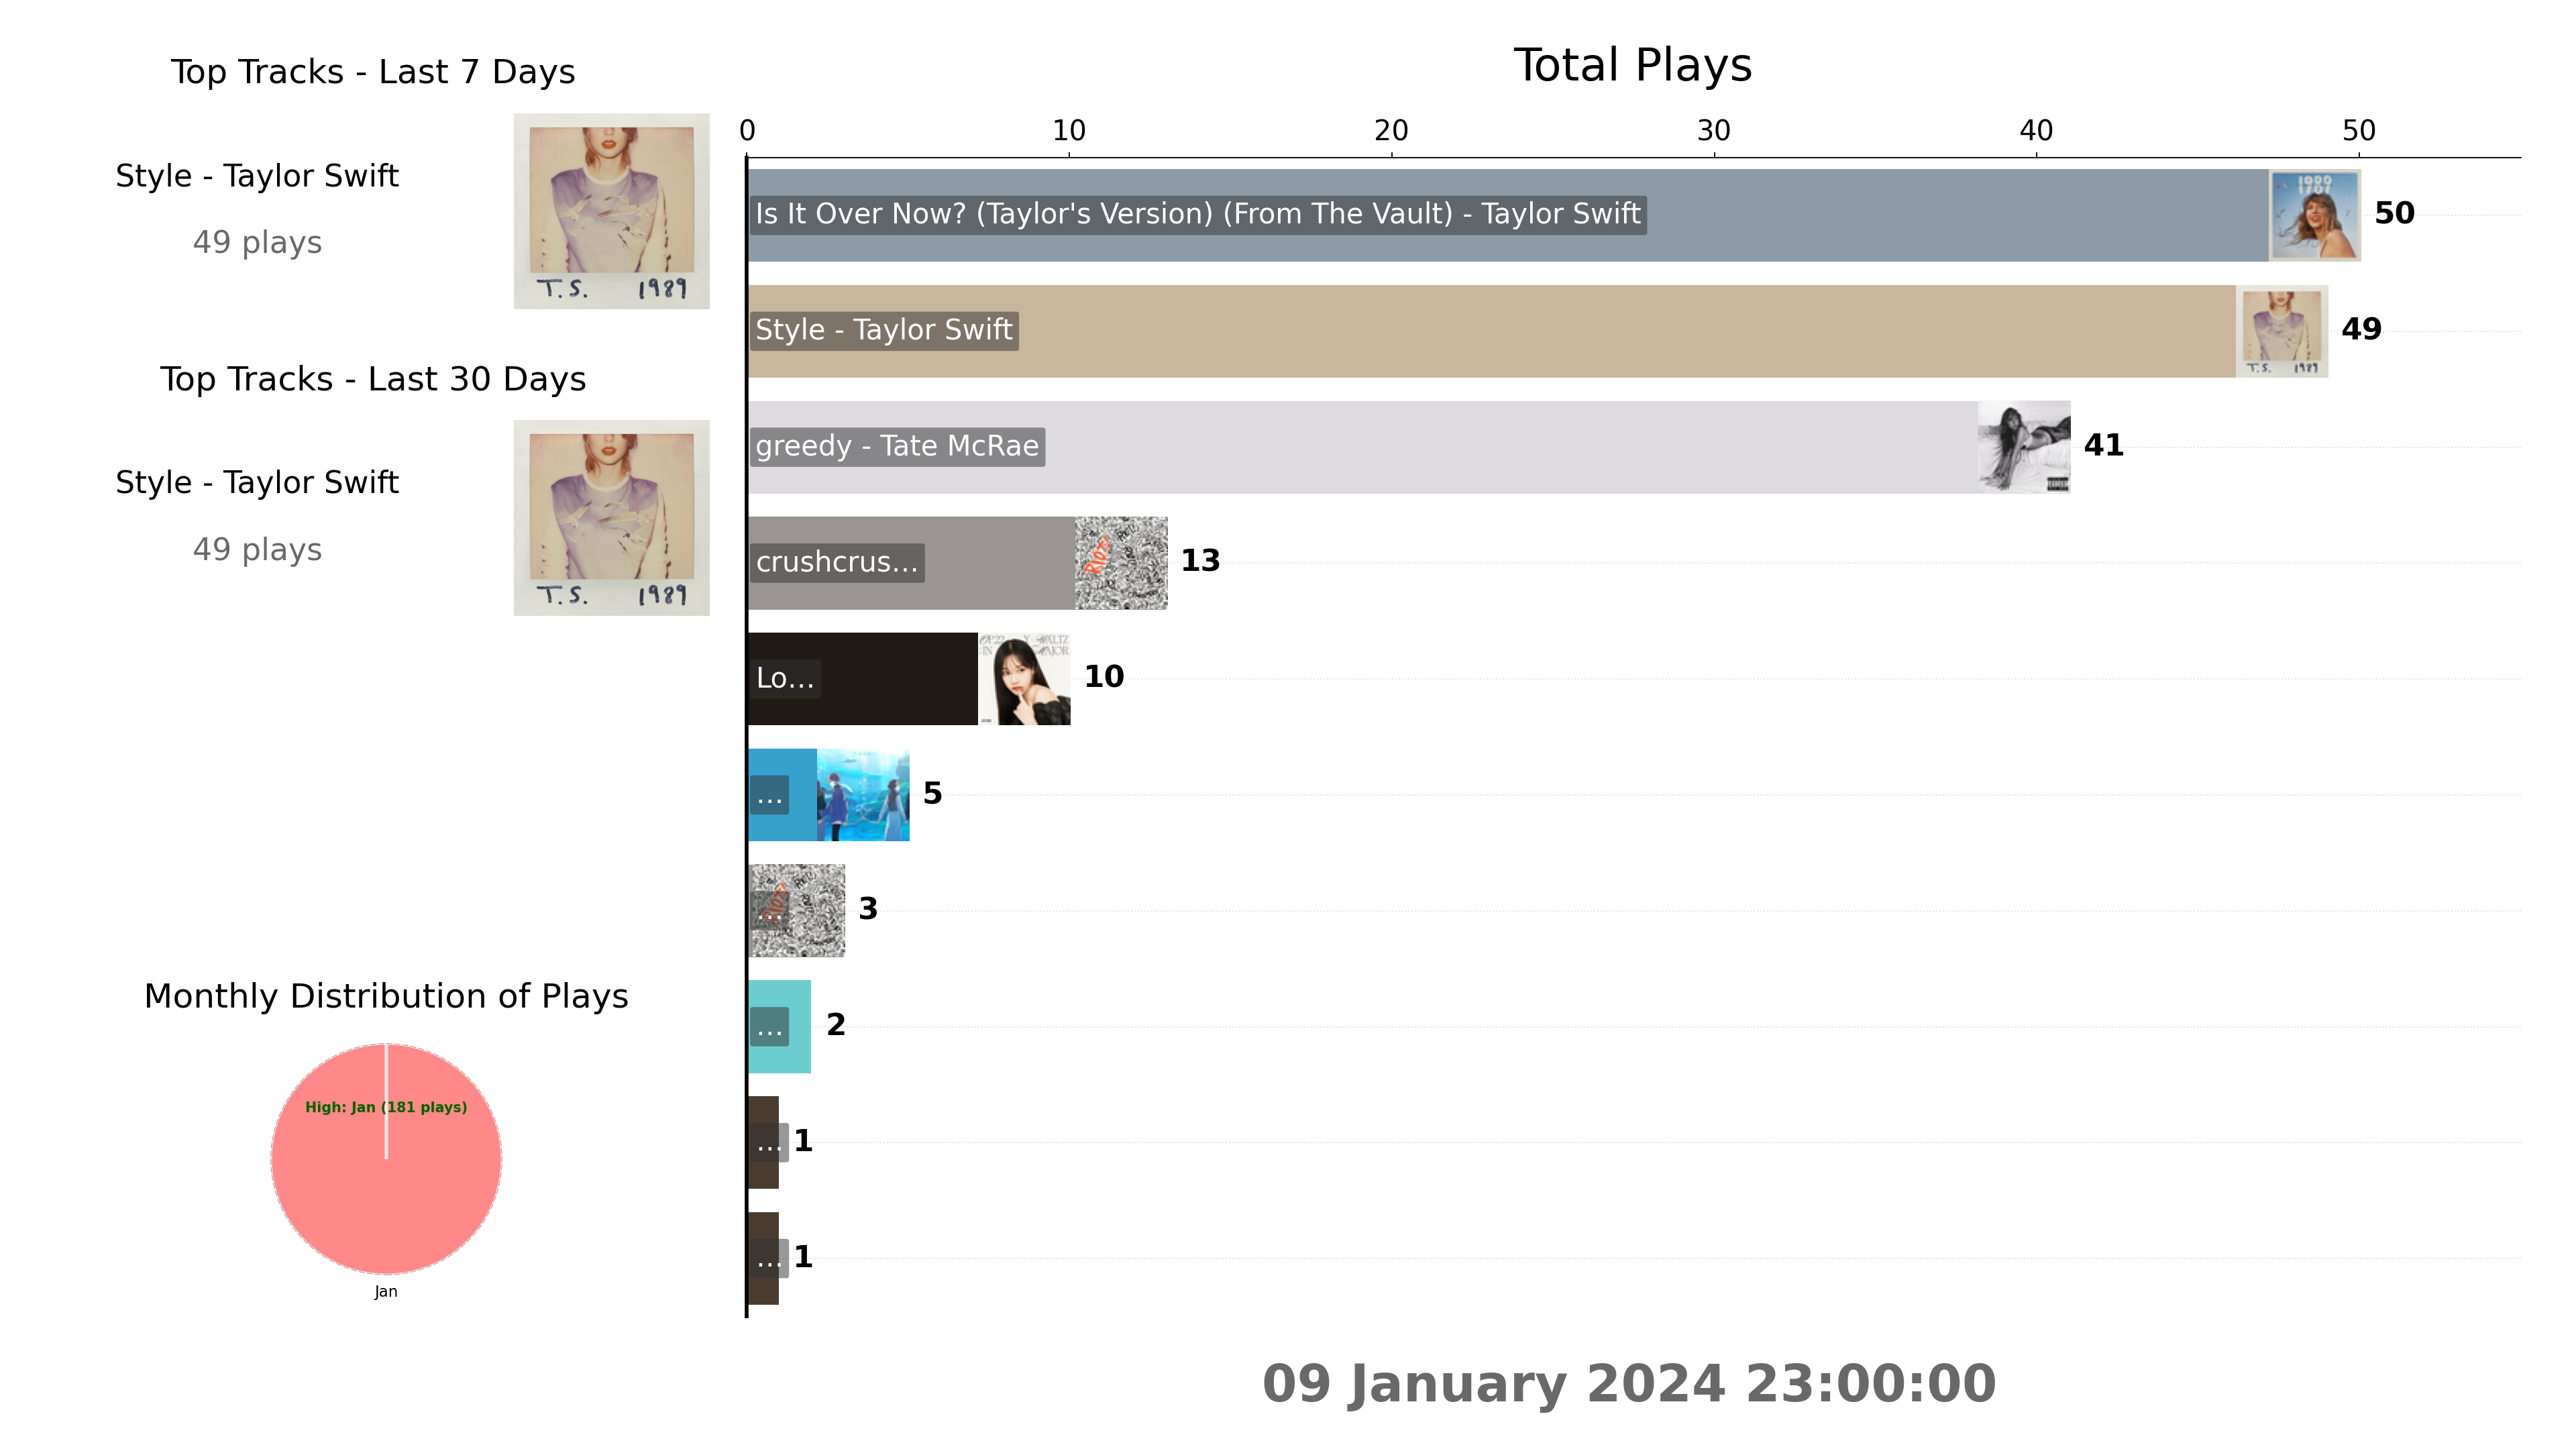 Top Tracks - Last 7 Days
Style - Taylor Swift
49 plays
T.S. 1989
Top Tracks - Last 30 Days
Style - Taylor Swift
49 plays
T.S. 1989
Monthly Distribution of Plays
High: Jan (181 plays)
Jan
Total Plays
0 10 20 30 40 50
Is It Over Now? (Taylor's Version) (From The Vault) - Taylor Swift 50
Style - Taylor Swift T.S. 1989 49
greedy - Tate McRae 41
crushcrus... RIOT! 13
Lo... 10
... 5
... 3
... 2
... 1
... 1
09 January 2024 23:00:00